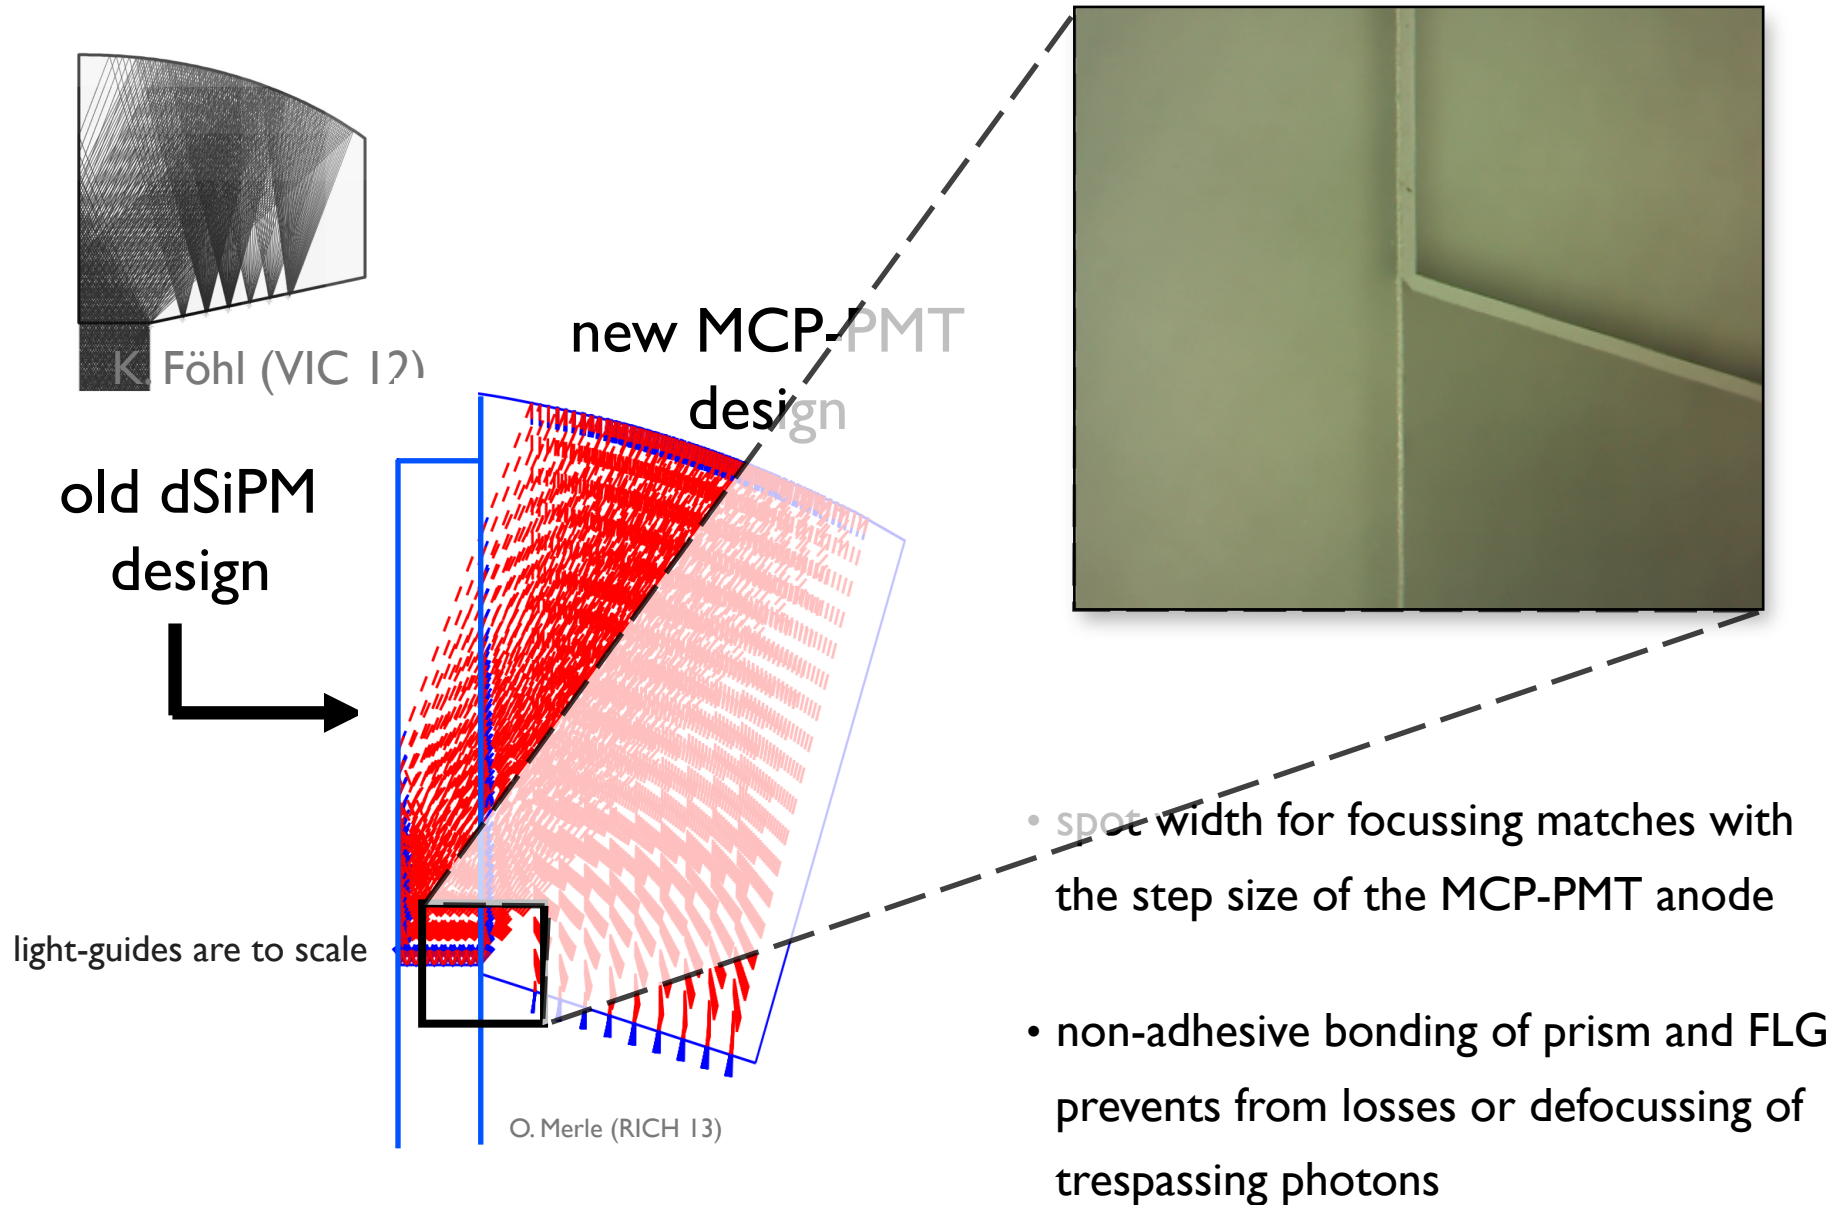 K. Föhl (VIC 12)
new MCP-PMT
design
old dSiPM
design
light-guides are to scale
O. Merle (RICH 13)
• spot width for focussing matches with
the step size of the MCP-PMT anode
• non-adhesive bonding of prism and FLG
prevents from losses or defocussing of
trespassing photons